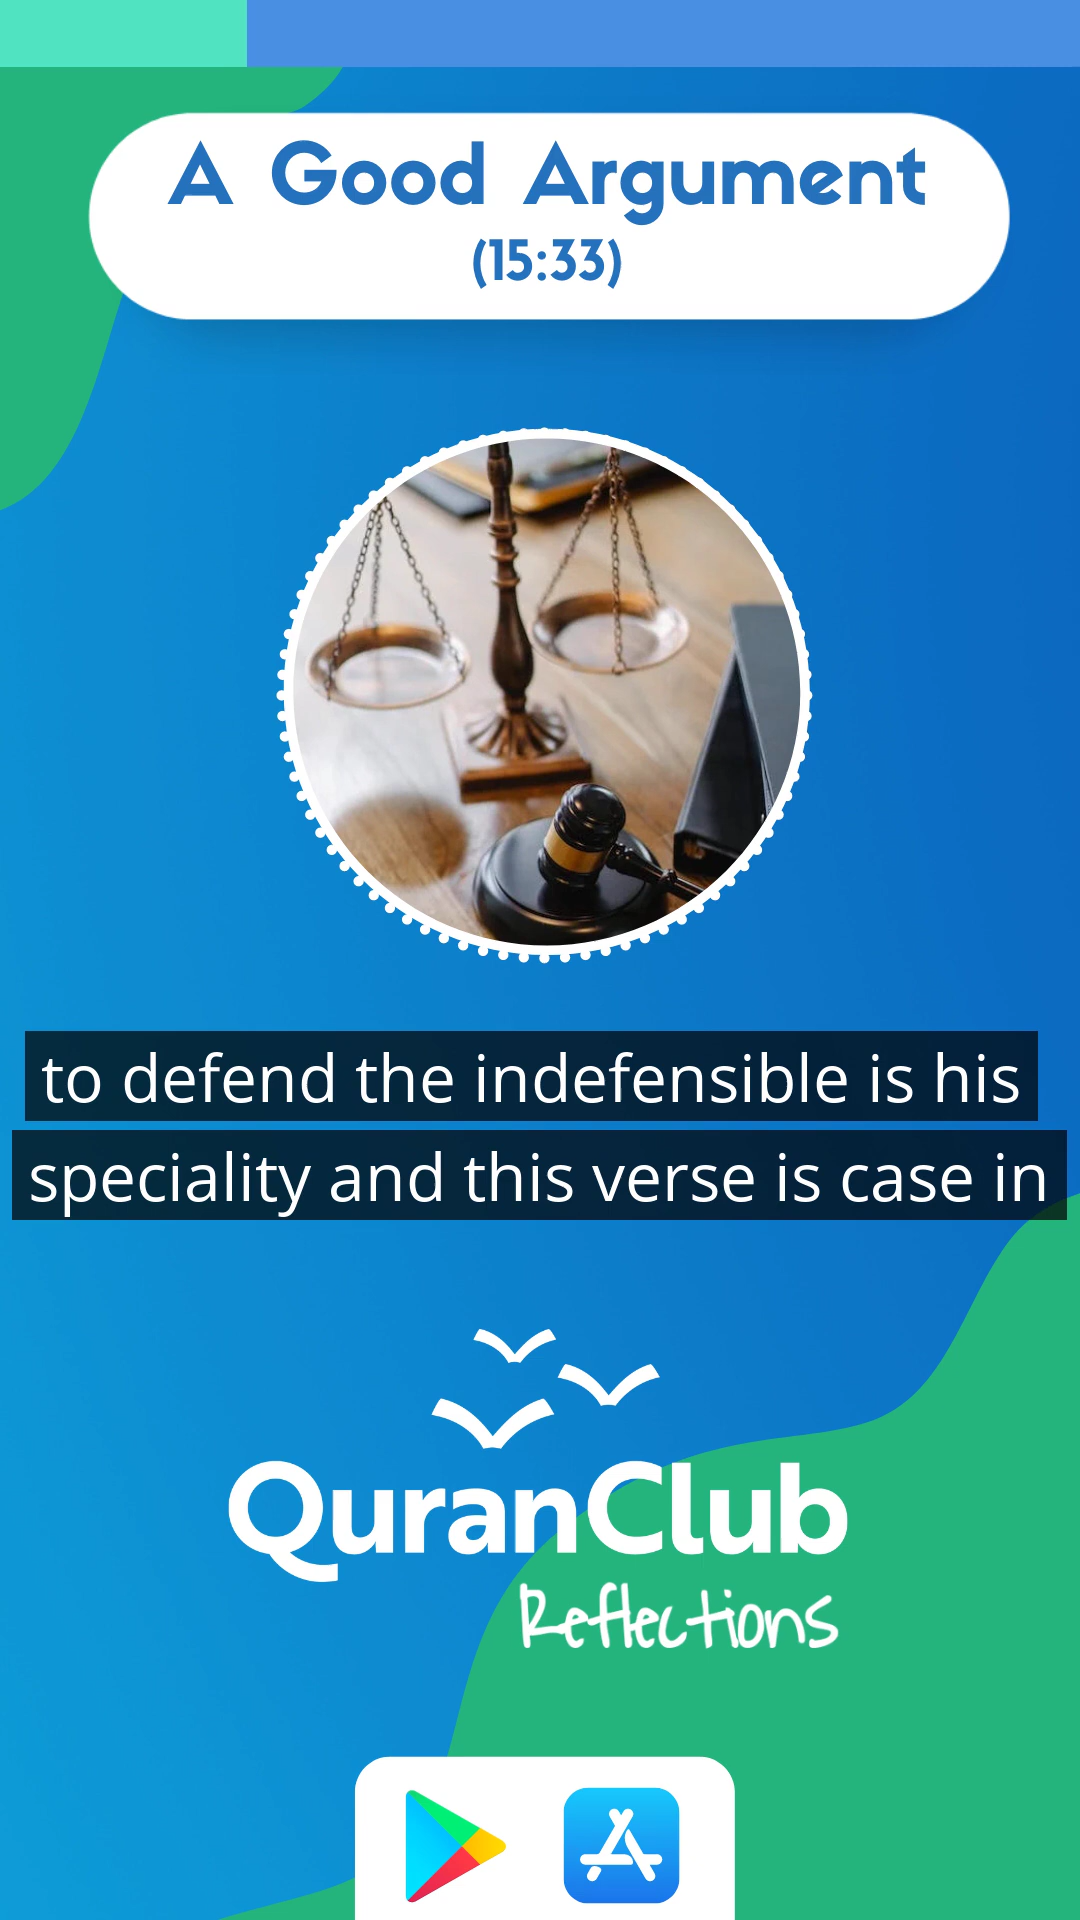 A Good Argument
(15:33)
to defend the indefensible is his
speciality and this verse is case in
QuranClub
Reflections